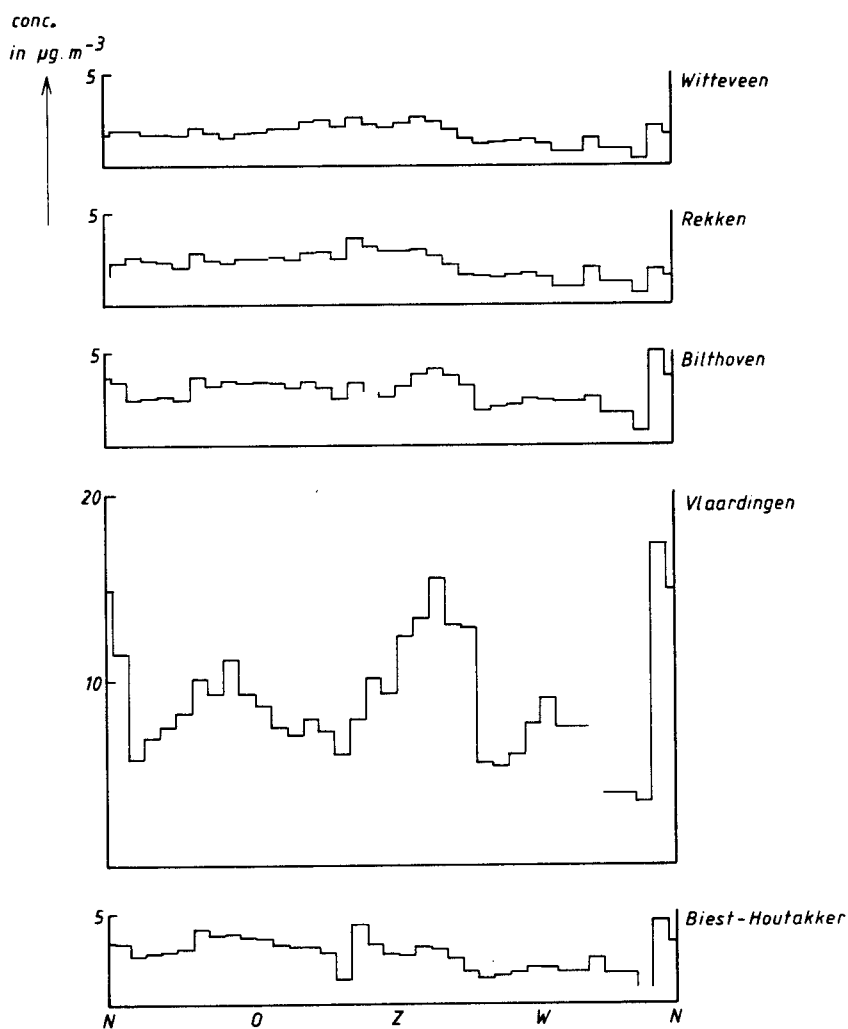 conc.
in µg.m⁻³
5
Witteveen
5
Rekken
5
Bilthoven
20
Vlaardingen
10
5
Biest-Houtakker
N O Z W N